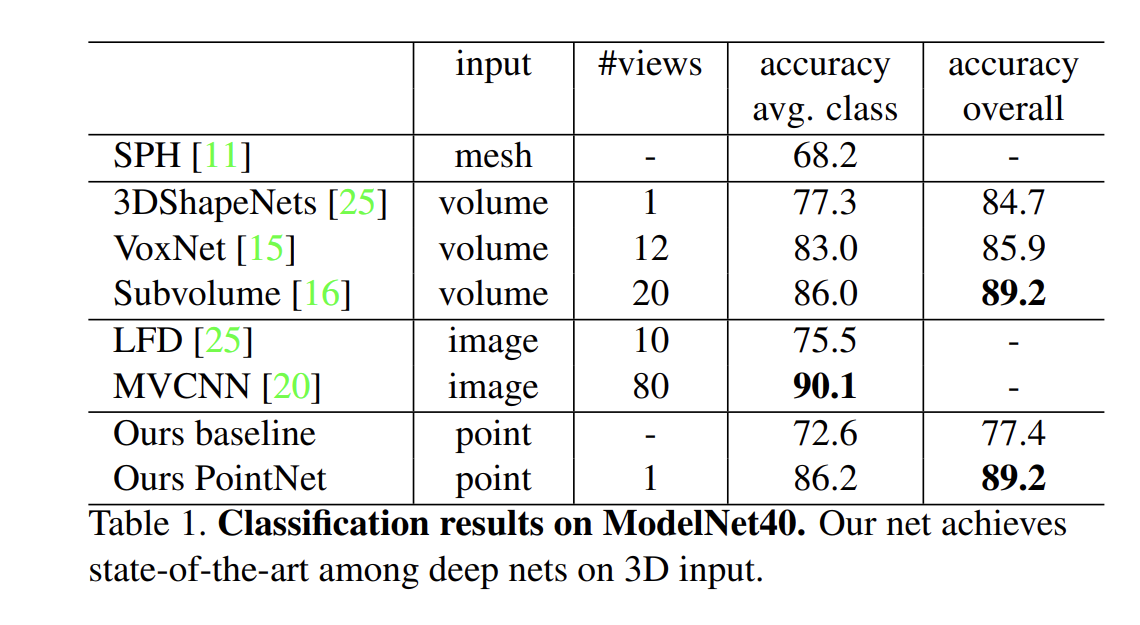 input #views accuracy accuracy
avg. class overall
SPH [11] mesh - 68.2 -
3DShapeNets [25] volume 1 77.3 84.7
VoxNet [15] volume 12 83.0 85.9
Subvolume [16] volume 20 86.0 89.2
LFD [25] image 10 75.5 -
MVCNN [20] image 80 90.1 -
Ours baseline point - 72.6 77.4
Ours PointNet point 1 86.2 89.2
Table 1. Classification results on ModelNet40. Our net achieves
state-of-the-art among deep nets on 3D input.